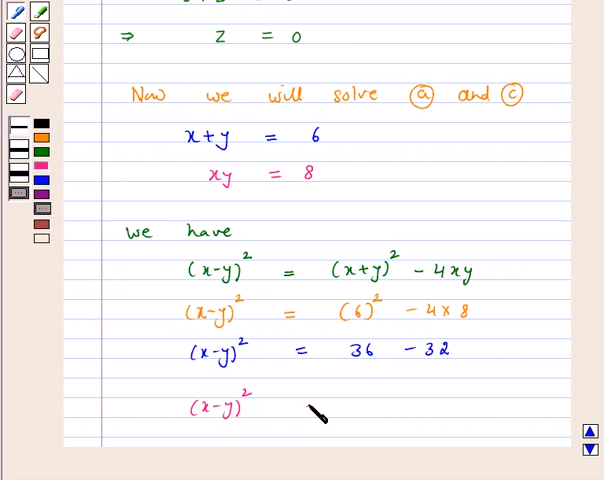 ⇒ z = 0
Now we will solve ⓐ and ⓒ
x+y = 6
xy = 8
we have
(x-y)² = (x+y)² - 4xy
(x-y)² = (6)² - 4×8
(x-y)² = 36 - 32
(x-y)²